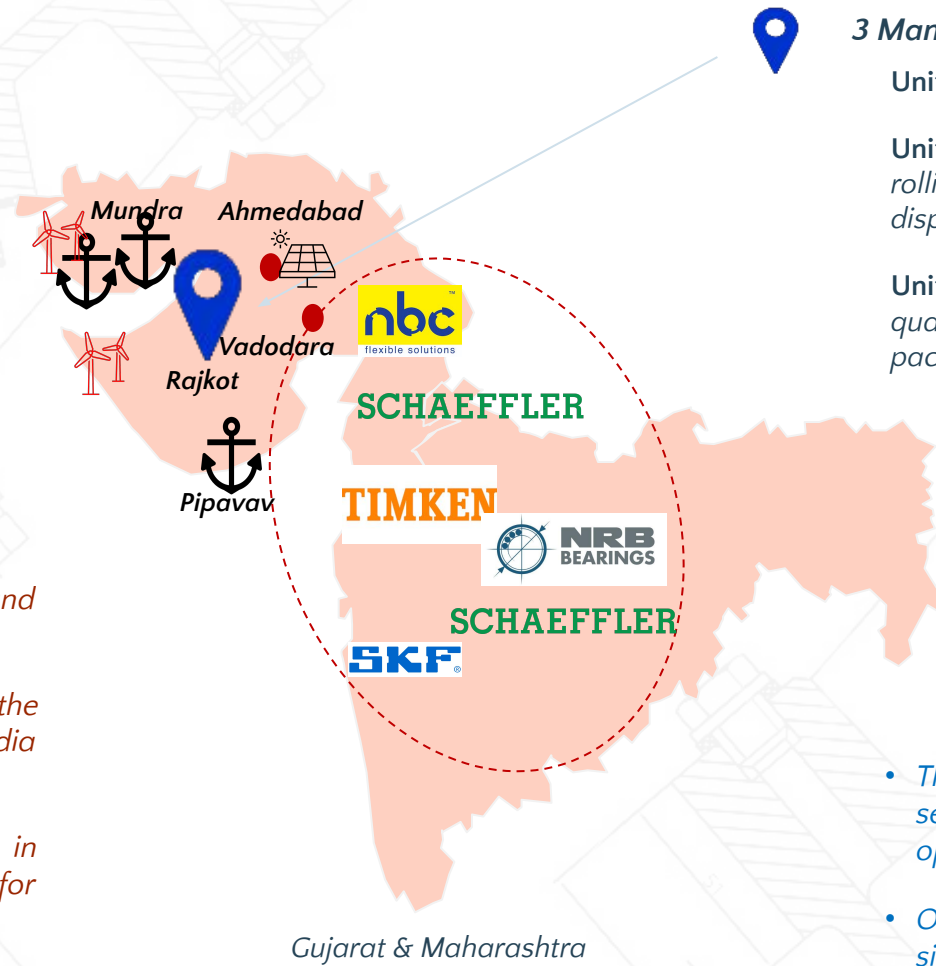 3 Man
Uni
Uni
rolli
disp
Uni
qua
pac
Mundra
Ahmedabad
Vadodara
Rajkot
Pipavav
nbc
™
flexible solutions
SCHAEFFLER
TIMKEN
NRB
BEARINGS
SCHAEFFLER
SKF®
nd
the
dia
in
for
• Th
se
op
• O
si
Gujarat & Maharashtra